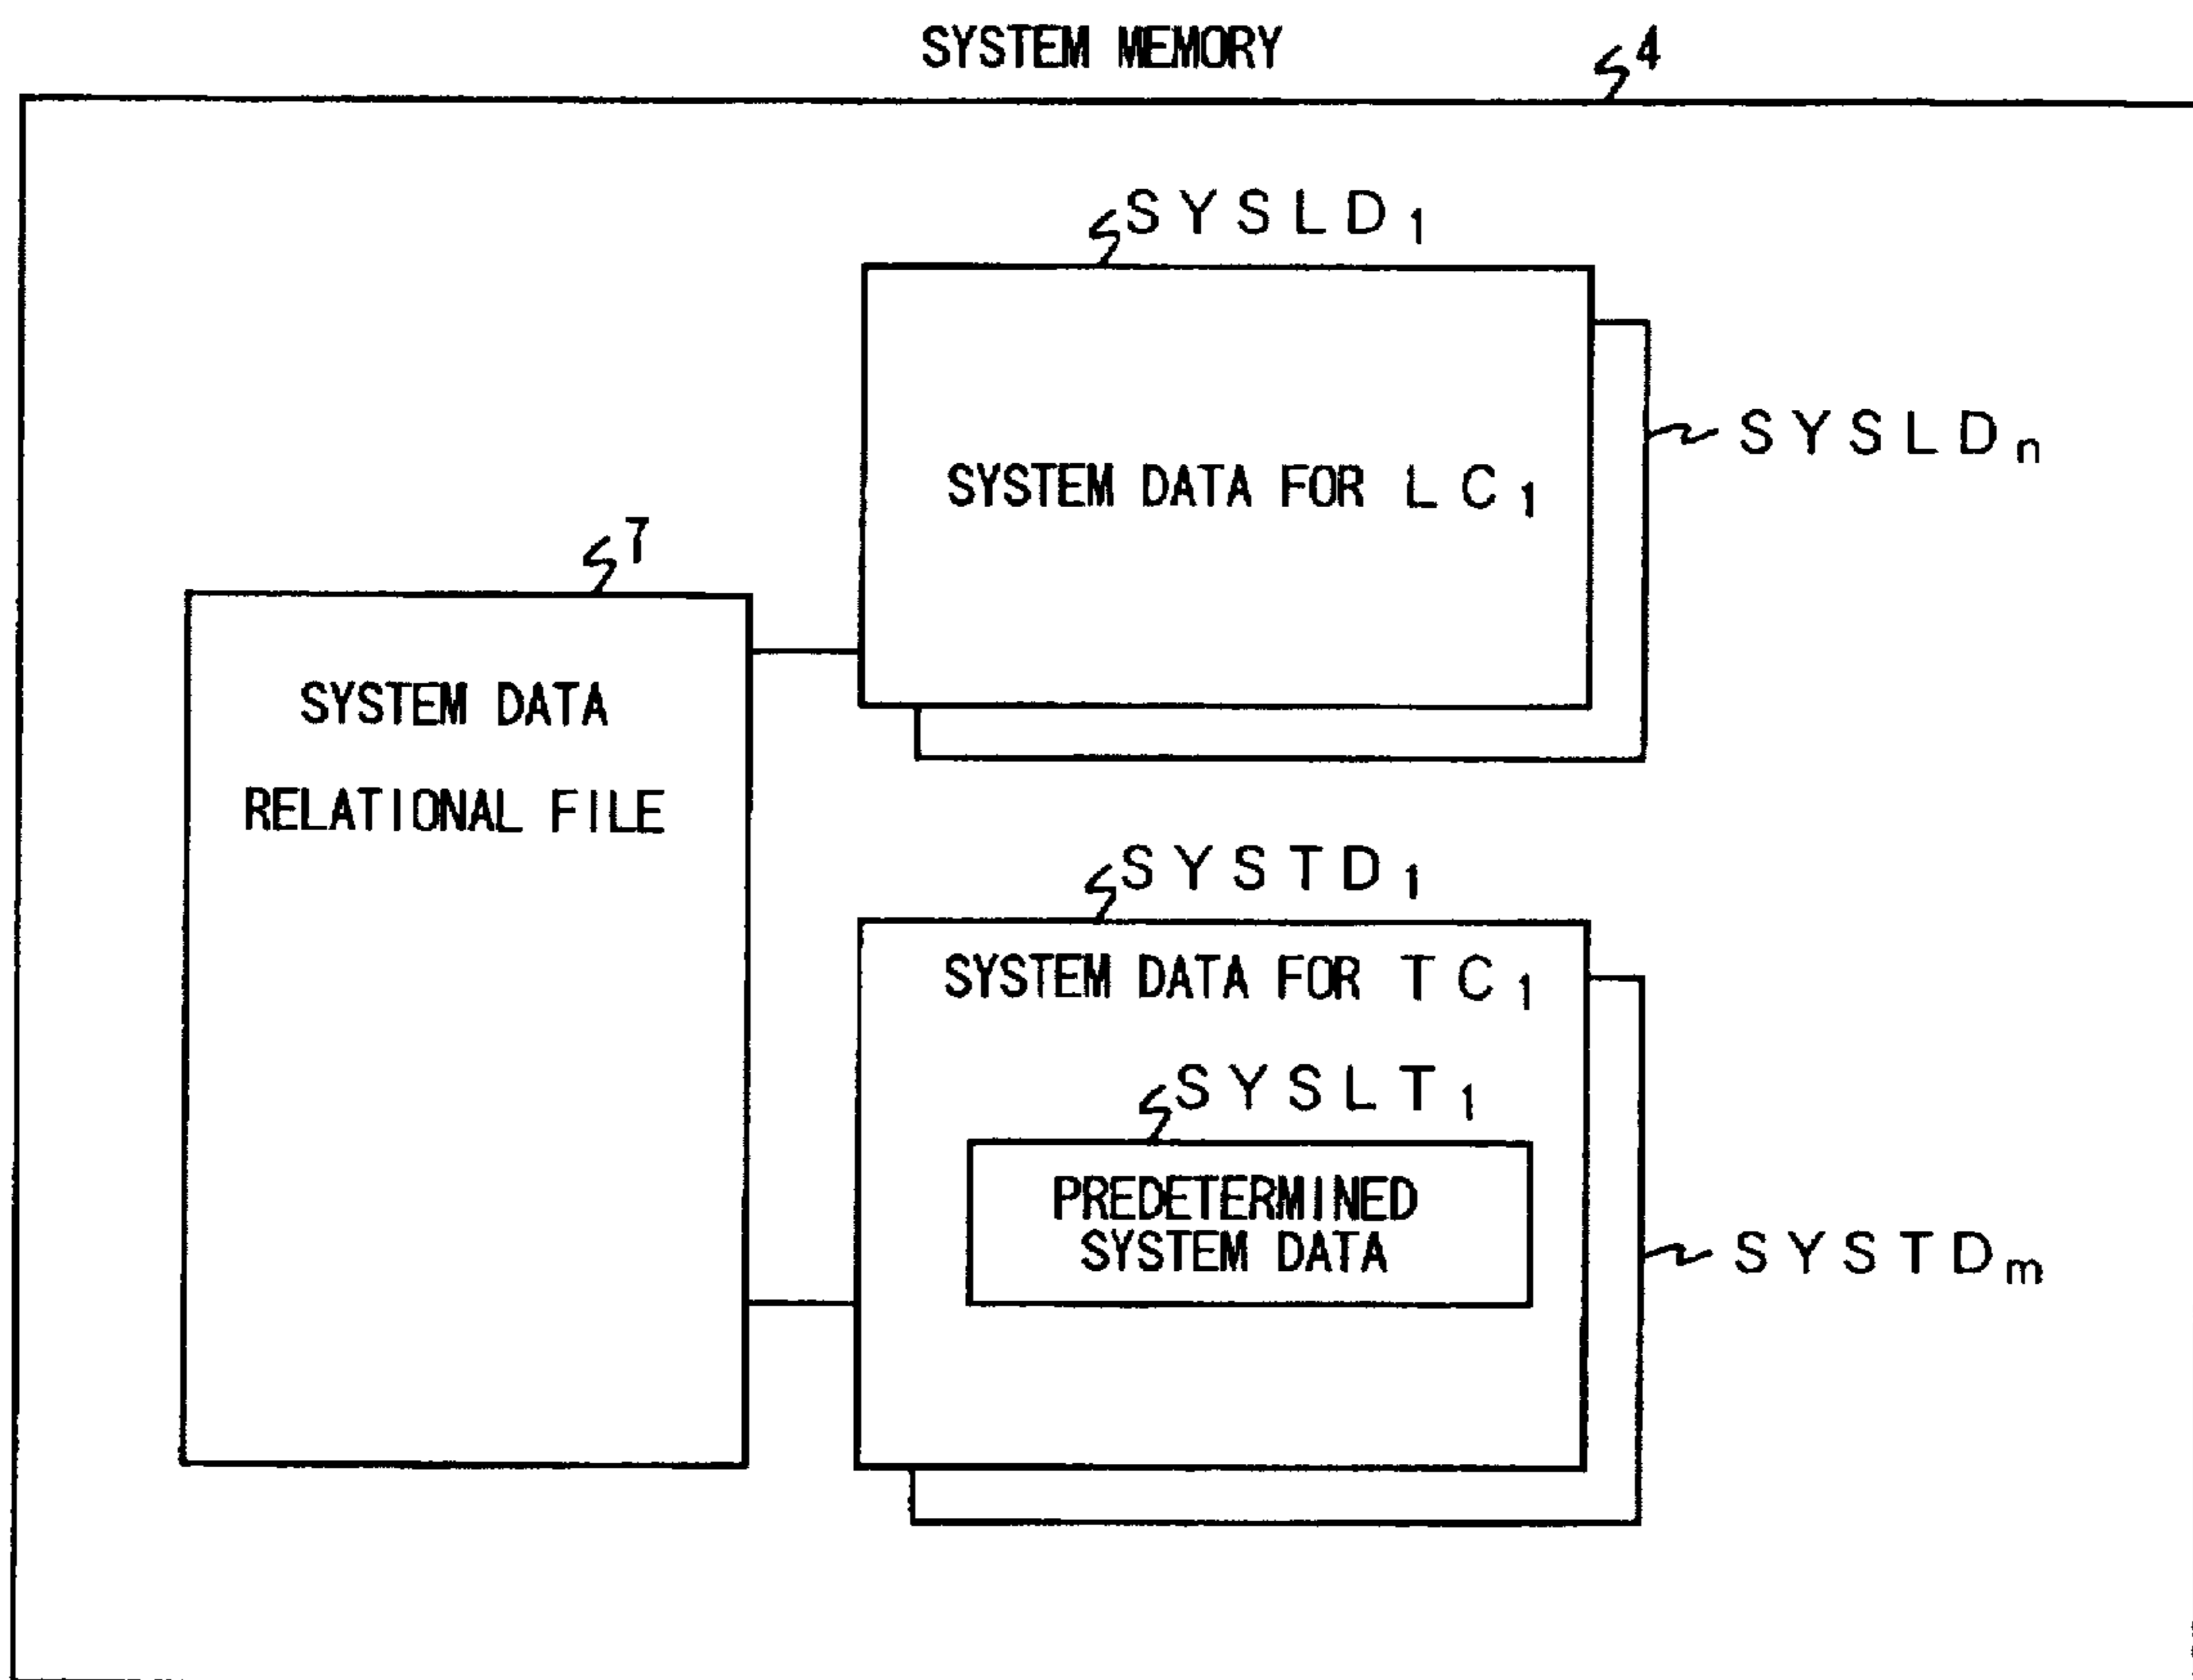 SYSTEM MEMORY
4
SYSLD₁
SYSLDₙ
SYSTEM DATA FOR LC₁
7
SYSTEM DATA
RELATIONAL FILE
SYSTD₁
SYSTEM DATA FOR TC₁
SYSLT₁
PREDETERMINED
SYSTEM DATA
SYSTDₘ